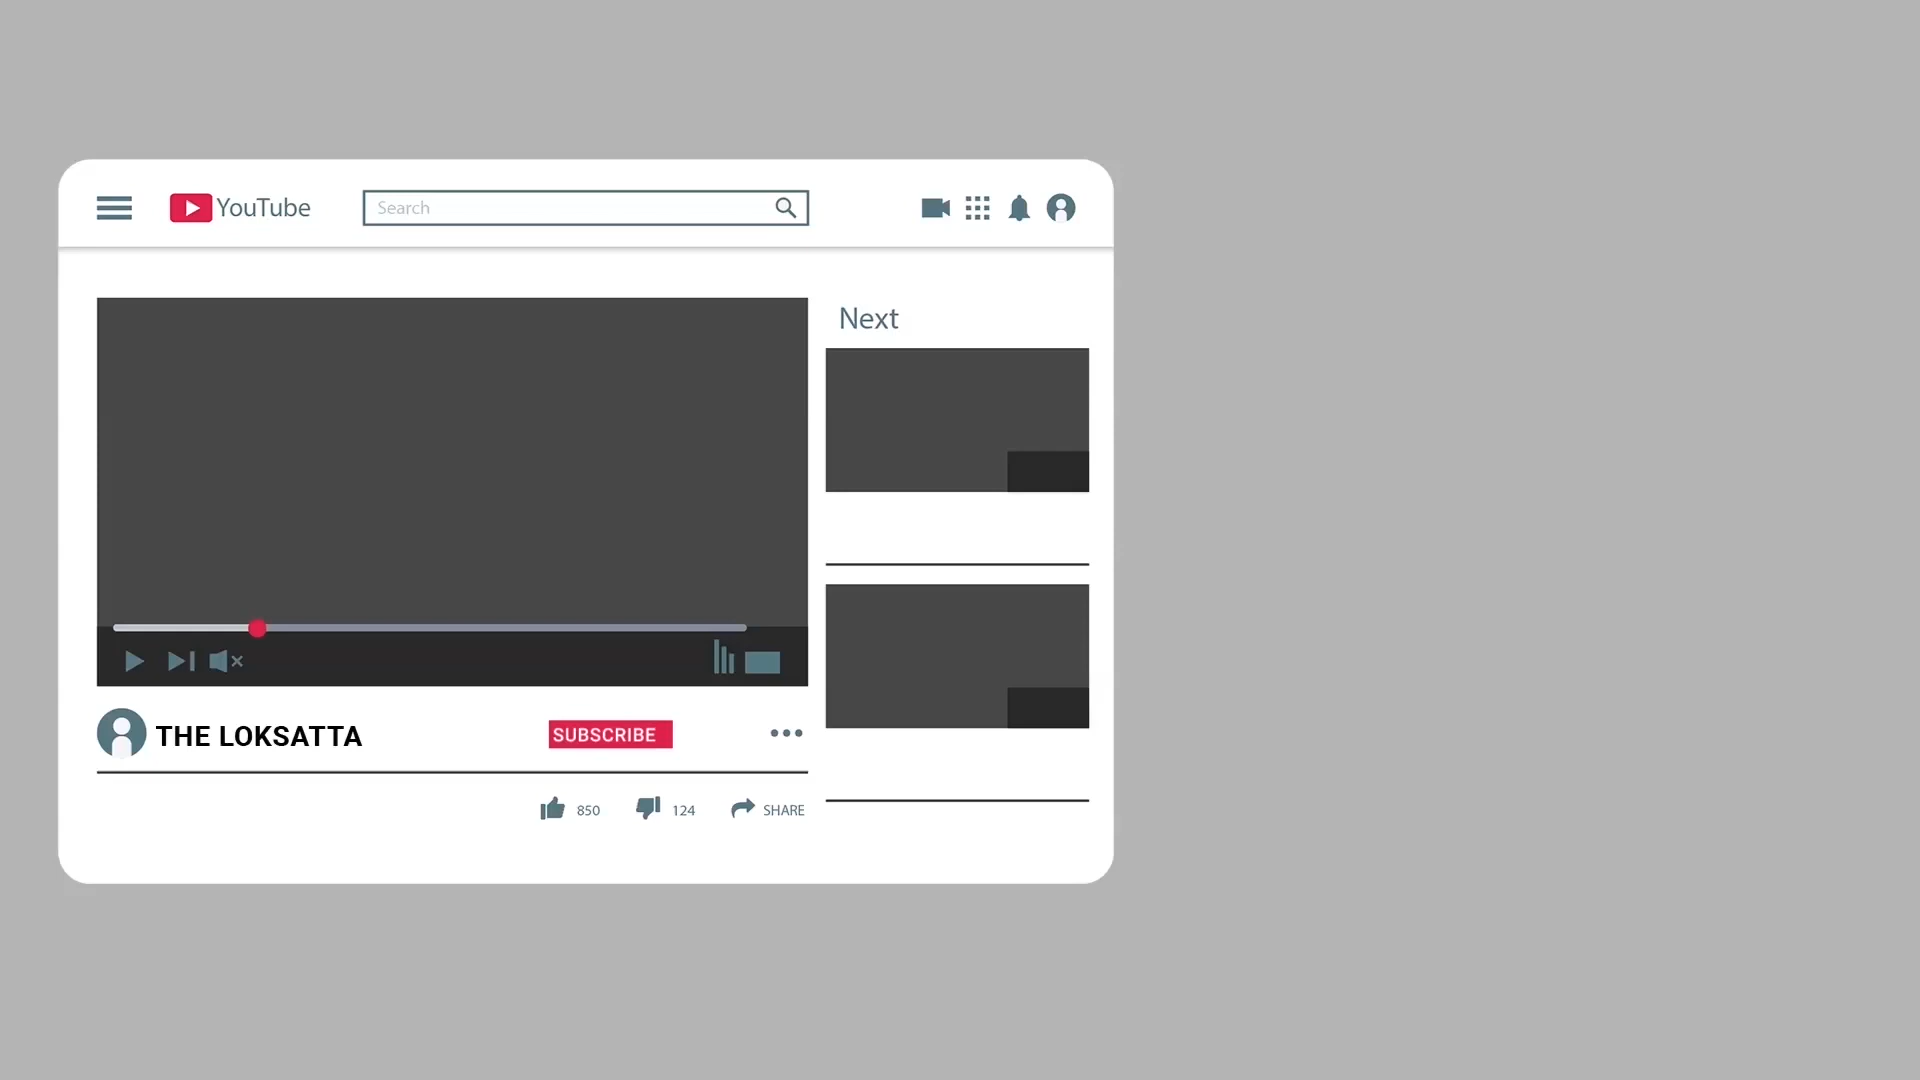 YouTube
Search
Next
THE LOKSATTA
SUBSCRIBE
850
124
SHARE